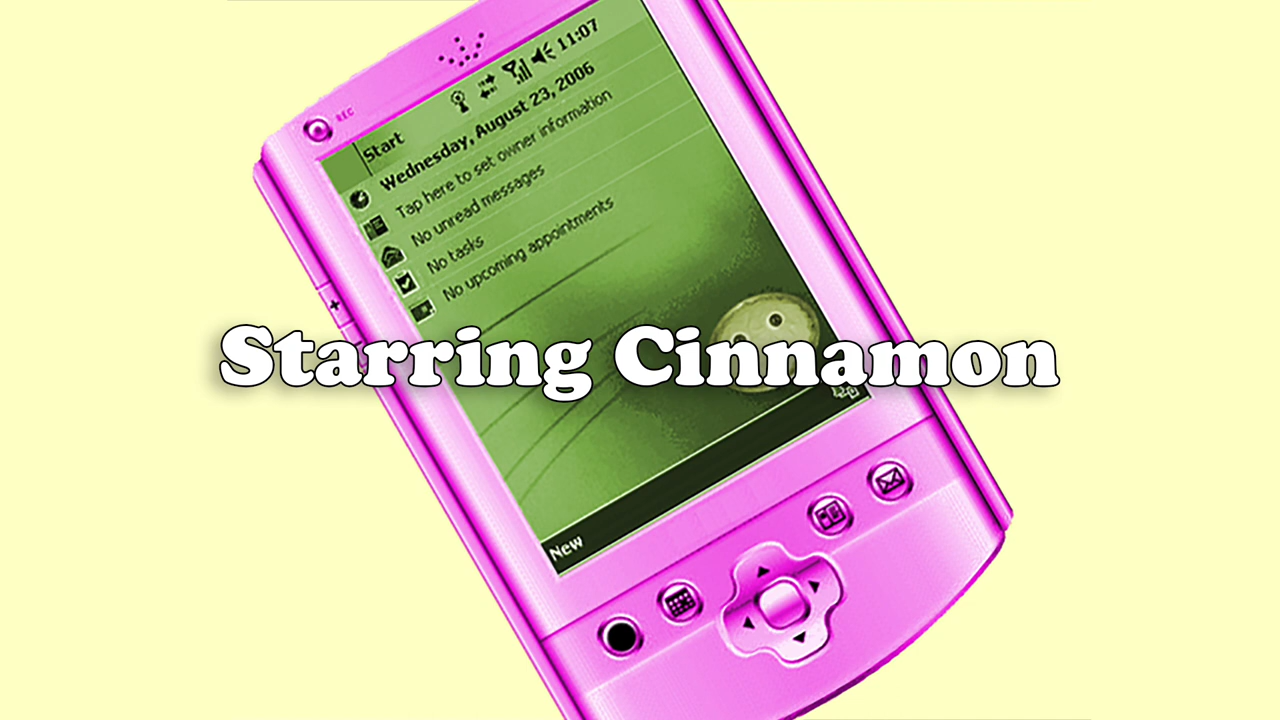 REC
Start
11:07
Wednesday, August 23, 2006
Tap here to set owner information
No unread messages
No tasks
No upcoming appointments
Starring Cinnamon
New